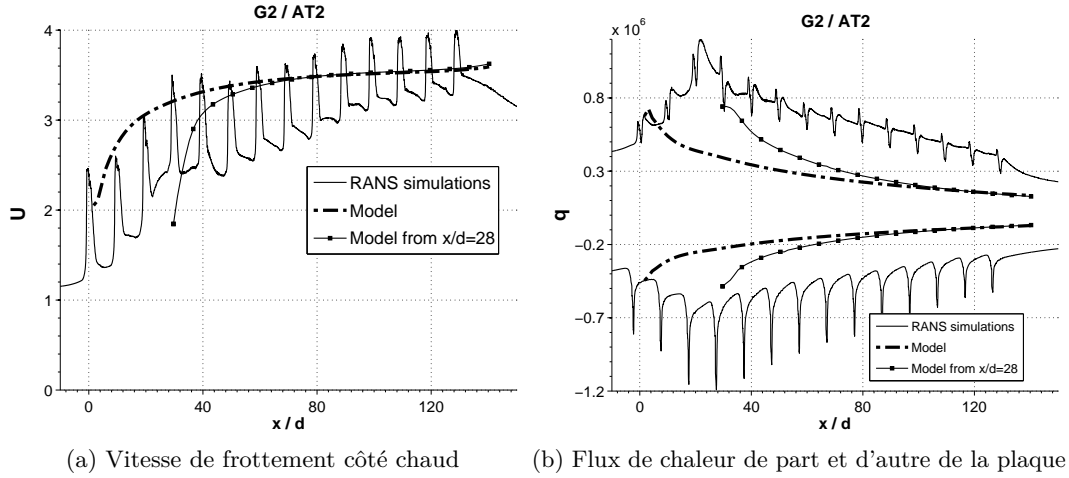 G2 / AT2
4
3
2
1
0
U
0
40
80
120
x / d
RANS simulations
Model
Model from x/d=28
(a) Vitesse de frottement côté chaud
G2 / AT2
x 10^6
0.8
0.3
−0.2
−0.7
−1.2
q
0
40
80
120
x / d
RANS simulations
Model
Model from x/d=28
(b) Flux de chaleur de part et d'autre de la plaque